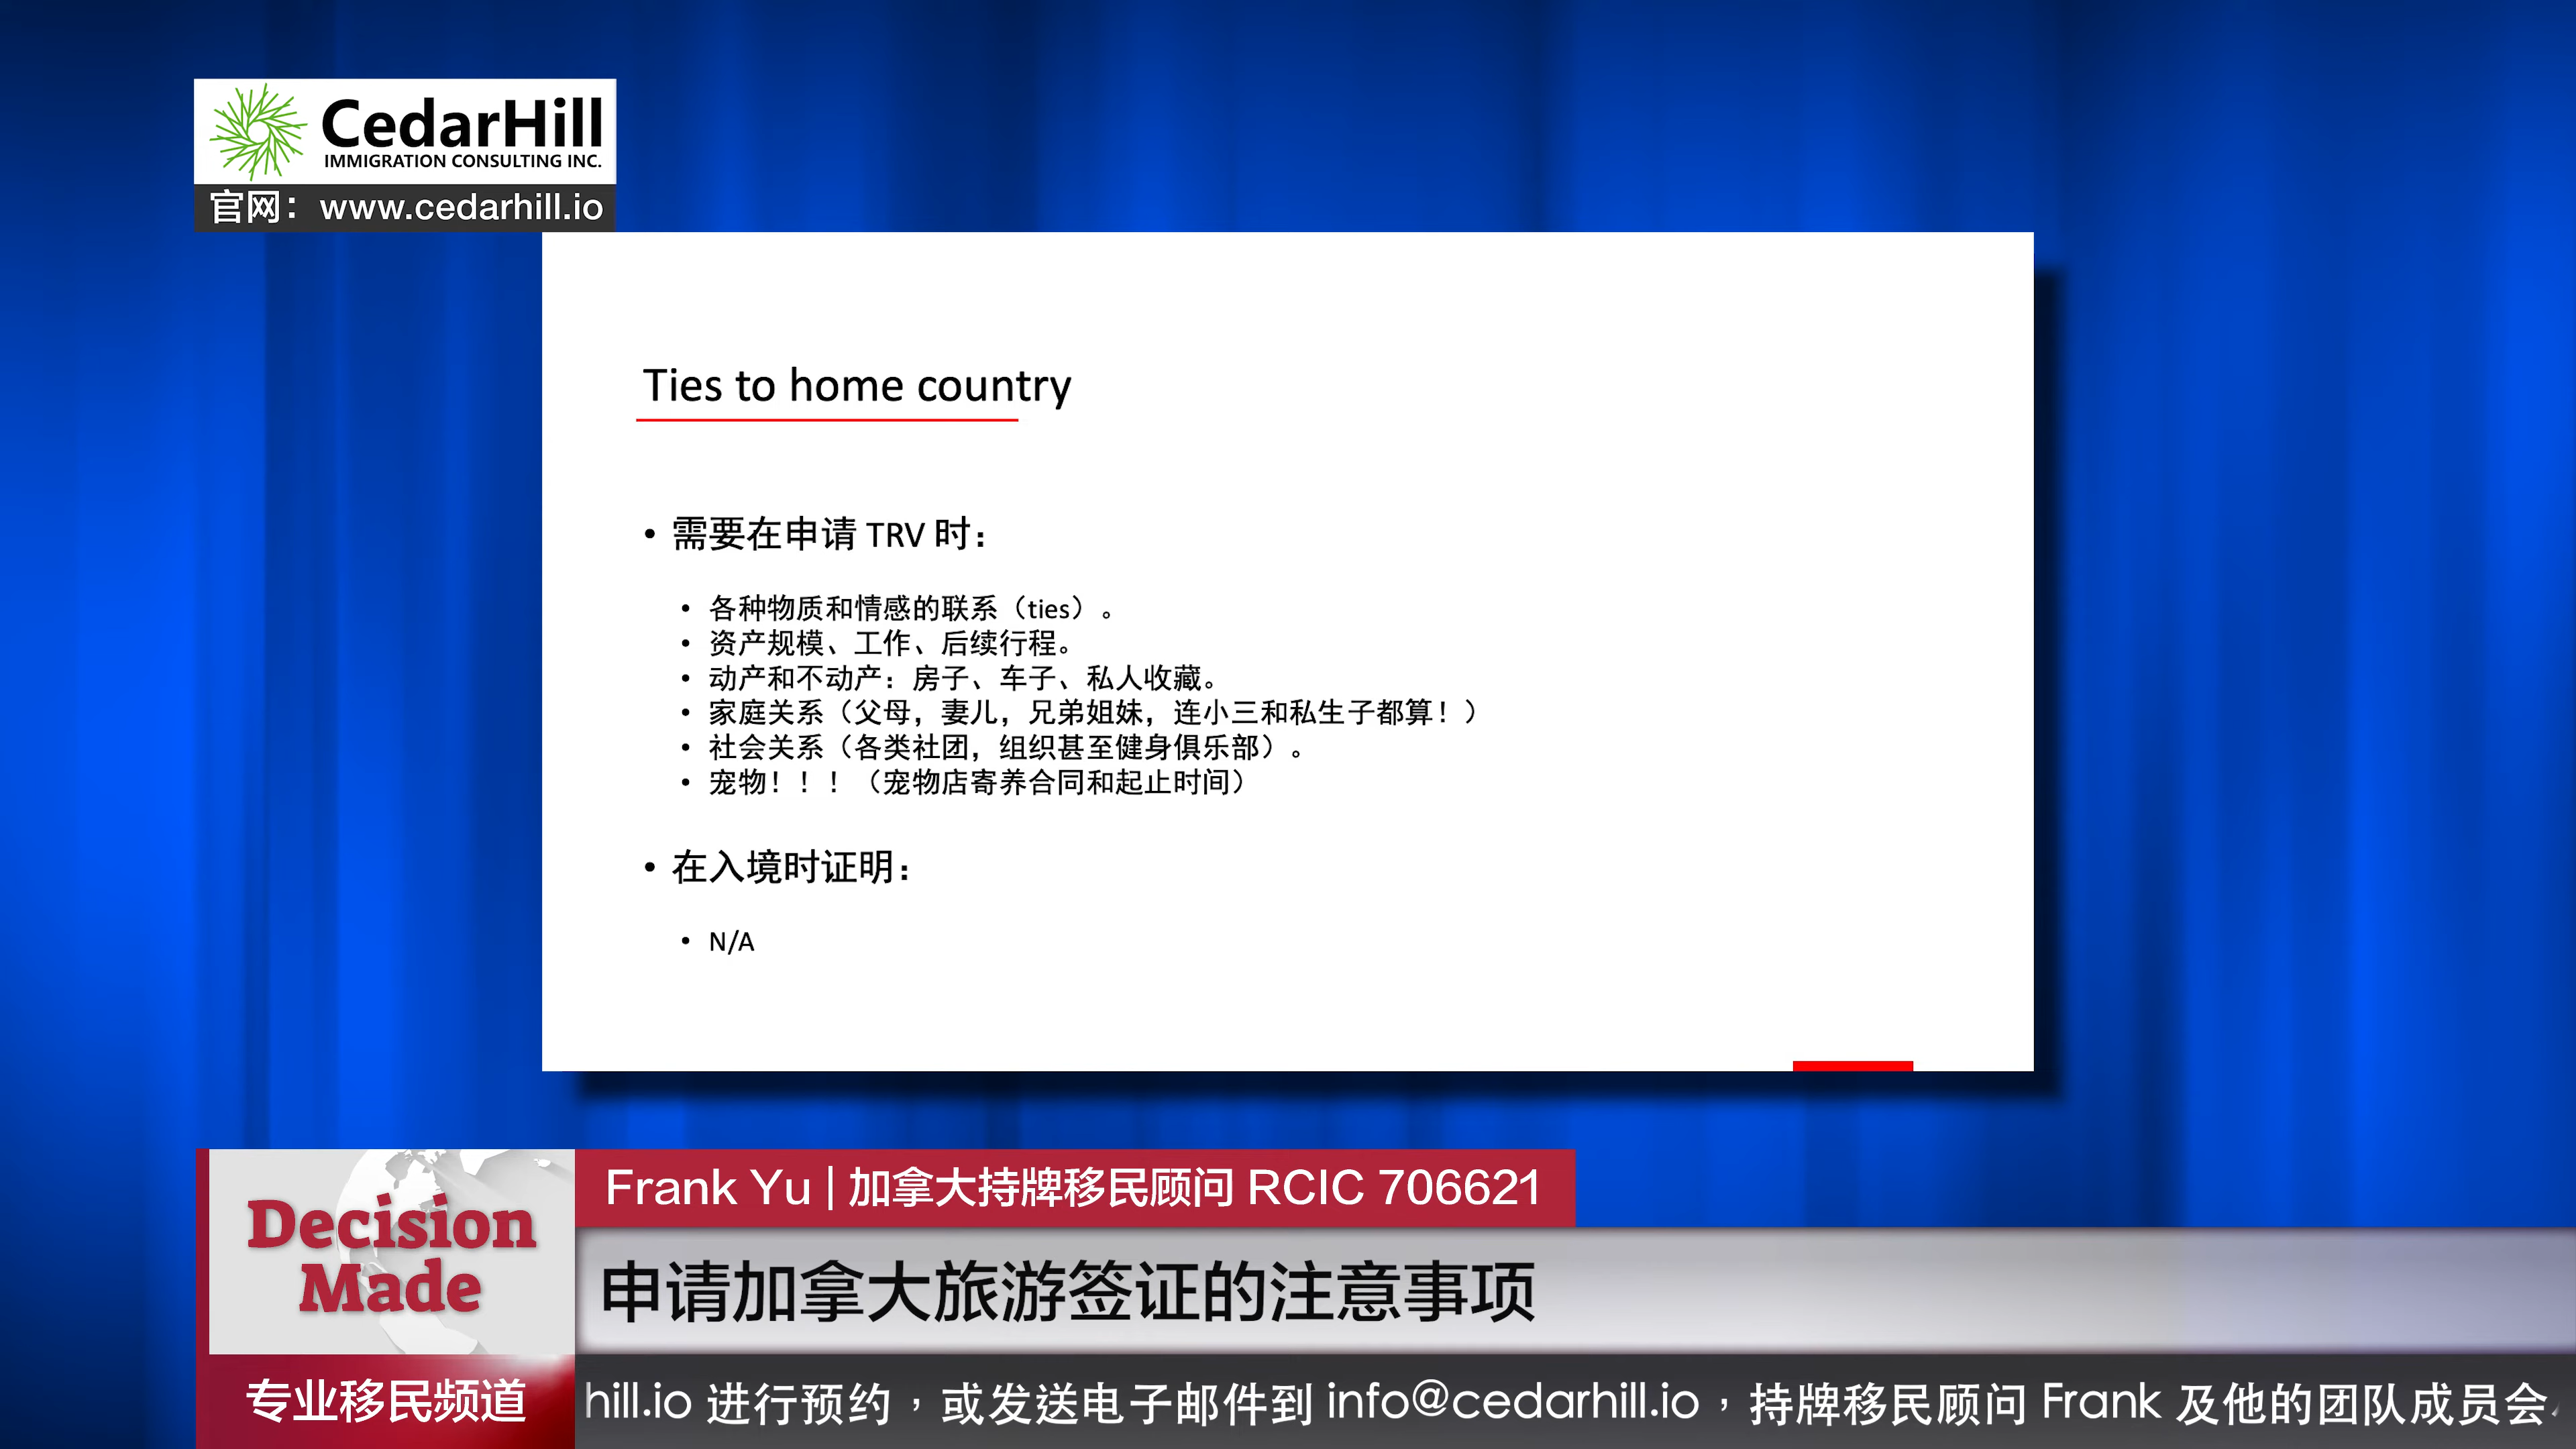 CedarHill
IMMIGRATION CONSULTING INC.
官网：www.cedarhill.io
Ties to home country
• 需要在申请 TRV 时：
• 各种物质和情感的联系（ties）。
• 资产规模、工作、后续行程。
• 动产和不动产：房子、车子、私人收藏。
• 家庭关系（父母，妻儿，兄弟姐妹，连小三和私生子都算！）
• 社会关系（各类社团，组织甚至健身俱乐部）。
• 宠物！！！（宠物店寄养合同和起止时间）
• 在入境时证明：
• N/A
Frank Yu | 加拿大持牌移民顾问 RCIC 706621
Decision
Made
申请加拿大旅游签证的注意事项
专业移民频道
hill.io 进行预约，或发送电子邮件到 info@cedarhill.io，持牌移民顾问 Frank 及他的团队成员会